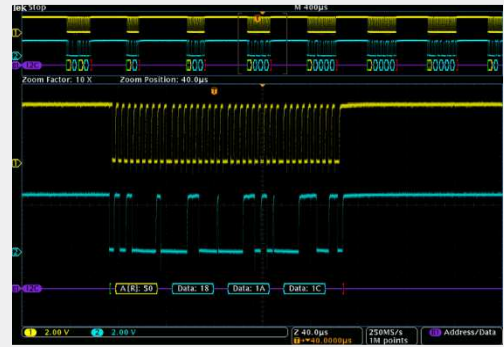 Tek Stop M 400µs
1
2
B1 I2C
Zoom Factor: 10 X Zoom Position: 40.0µs
T
1
2
B1 I2C A[R]: 50 Data: 18 Data: 1A Data: 1C
1 2.00 V 2 2.00 V Z 40.0µs 250MS/s B1 Address/Data
T→▾40.0000µs 1M points